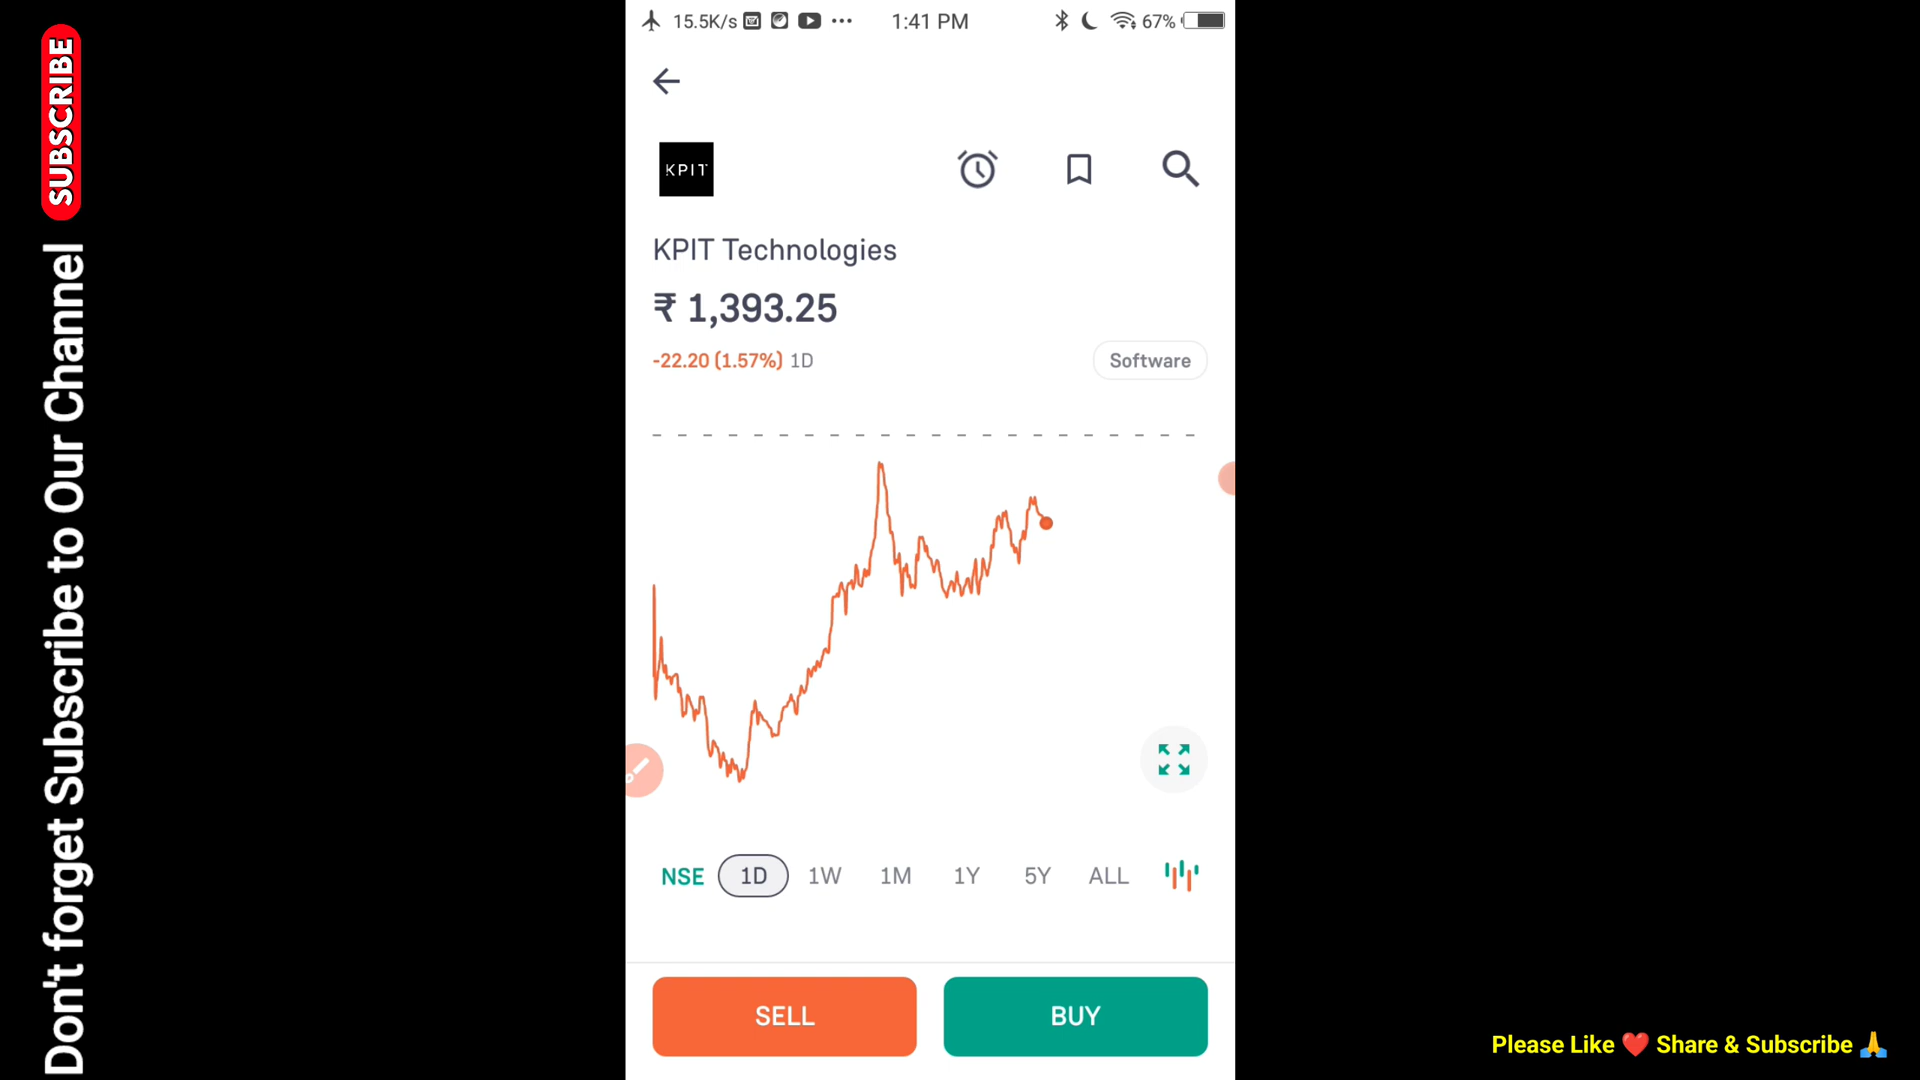 SUBSCRIBE
Don't forget Subscribe to Our Channel
15.5K/s
1:41 PM
67%
KPIT
KPIT Technologies
₹ 1,393.25
-22.20 (1.57%) 1D
Software
NSE 1D 1W 1M 1Y 5Y ALL
SELL
BUY
Please Like ❤️ Share & Subscribe 🙏